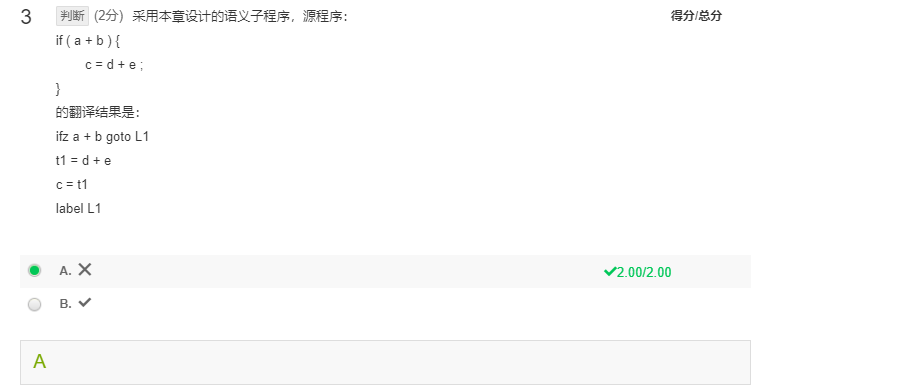 3 判断 (2分) 采用本章设计的语义子程序，源程序： 得分/总分
if ( a + b ) {
c = d + e ;
}
的翻译结果是：
ifz a + b goto L1
t1 = d + e
c = t1
label L1
A. ✕ ✔2.00/2.00
B. ✔
A